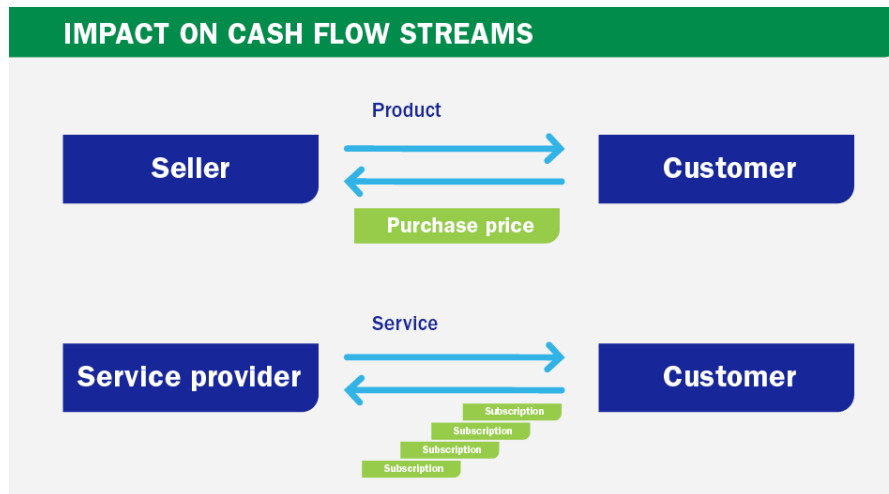 IMPACT ON CASH FLOW STREAMS
Product
Seller
Customer
Purchase price
Service
Service provider
Customer
Subscription
Subscription
Subscription
Subscription